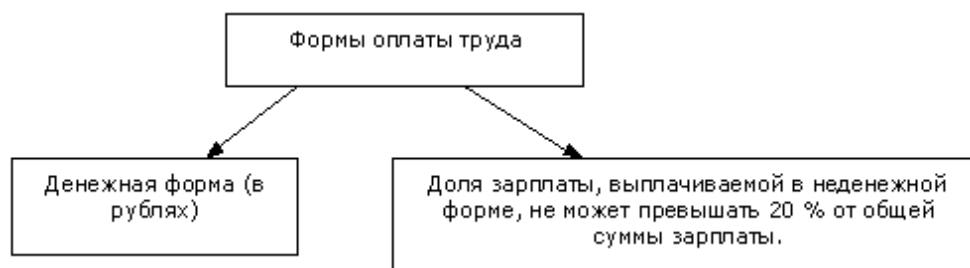 Формы оплаты труда
Денежная форма (в
рублях)
Доля зарплаты, выплачиваемой в неденежной
форме, не может превышать 20 % от общей
суммы зарплаты.